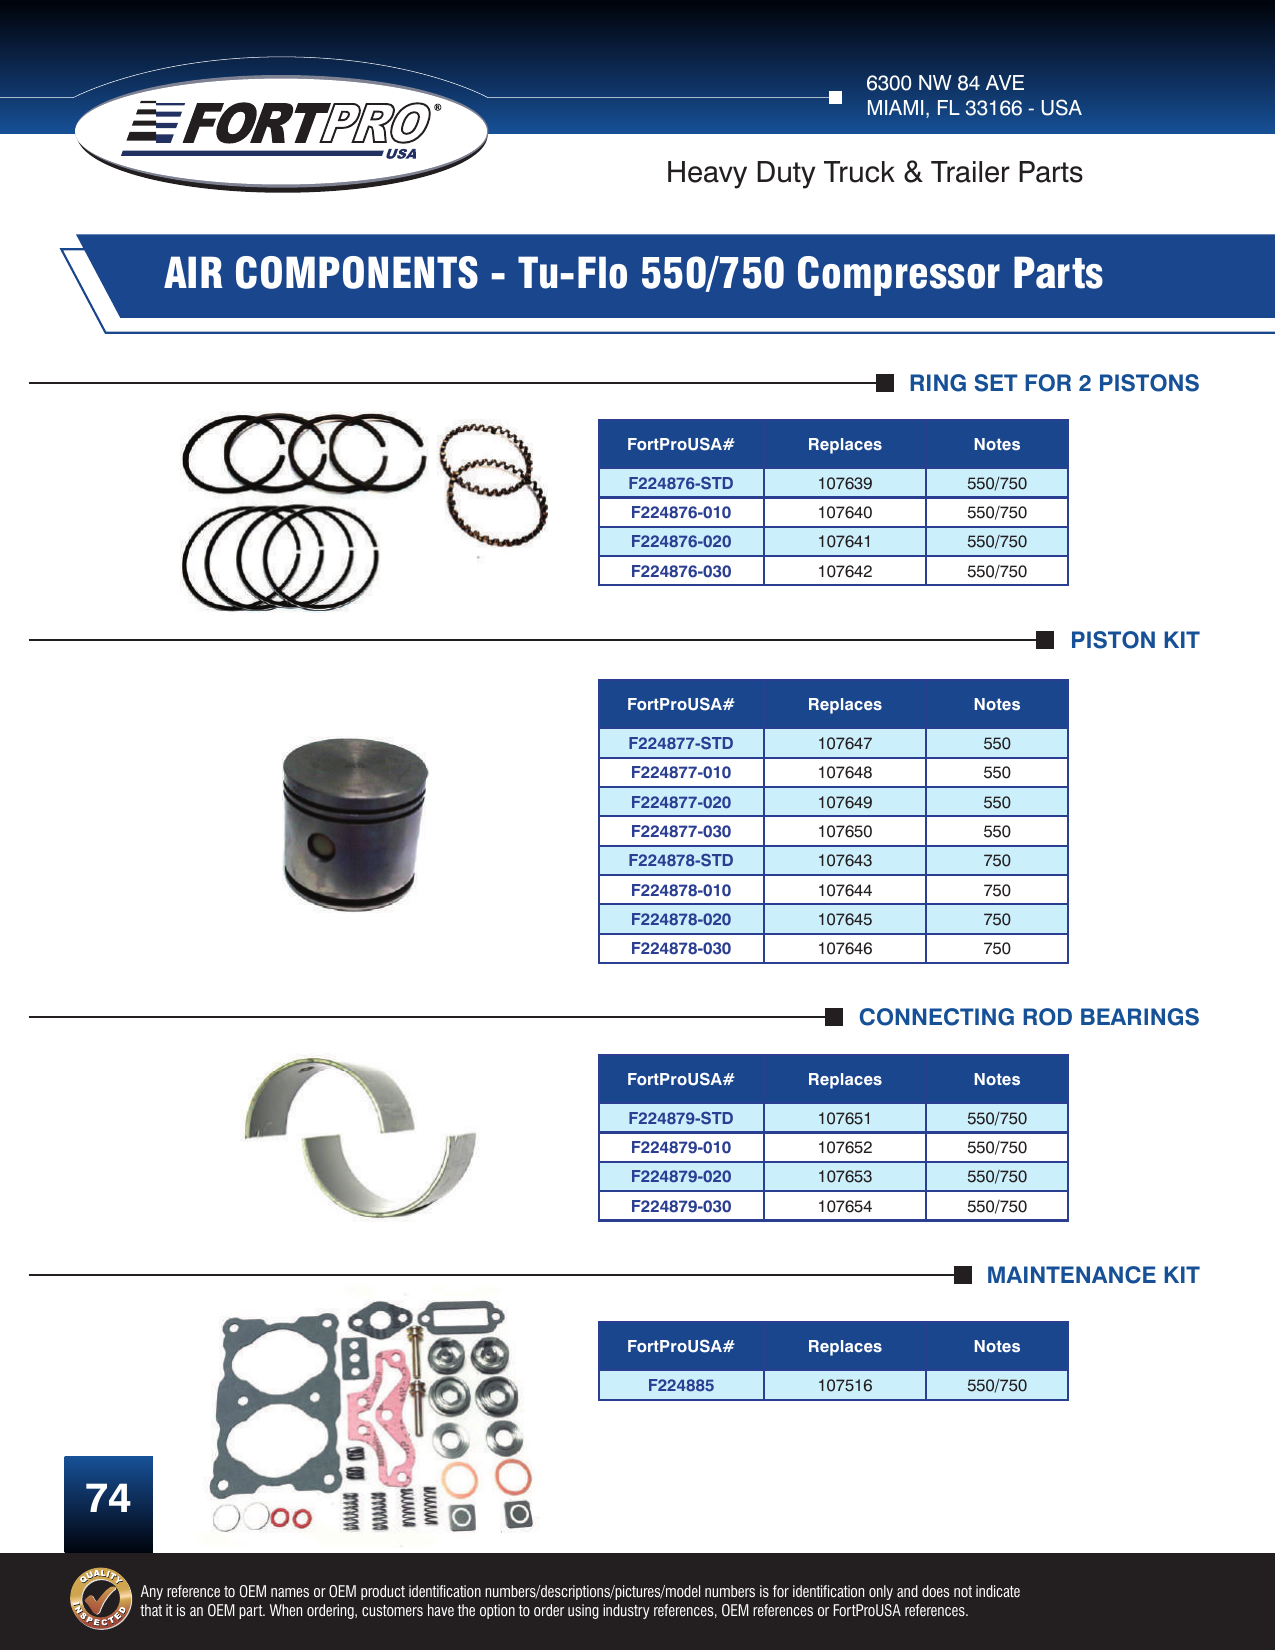 FORTPRO®
USA
6300 NW 84 AVE
MIAMI, FL 33166 - USA
Heavy Duty Truck & Trailer Parts
AIR COMPONENTS - Tu-Flo 550/750 Compressor Parts
RING SET FOR 2 PISTONS
FortProUSA# Replaces Notes
F224876-STD 107639 550/750
F224876-010 107640 550/750
F224876-020 107641 550/750
F224876-030 107642 550/750
PISTON KIT
FortProUSA# Replaces Notes
F224877-STD 107647 550
F224877-010 107648 550
F224877-020 107649 550
F224877-030 107650 550
F224878-STD 107643 750
F224878-010 107644 750
F224878-020 107645 750
F224878-030 107646 750
CONNECTING ROD BEARINGS
FortProUSA# Replaces Notes
F224879-STD 107651 550/750
F224879-010 107652 550/750
F224879-020 107653 550/750
F224879-030 107654 550/750
MAINTENANCE KIT
FortProUSA# Replaces Notes
F224885 107516 550/750
74
QUALITY
INSPECTED
Any reference to OEM names or OEM product identification numbers/descriptions/pictures/model numbers is for identification only and does not indicate
that it is an OEM part. When ordering, customers have the option to order using industry references, OEM references or FortProUSA references.